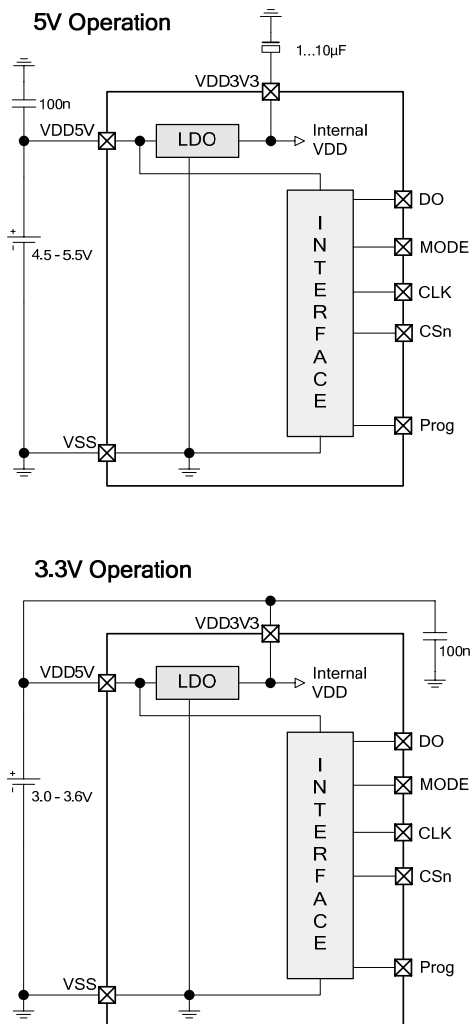 5V Operation
1...10µF
VDD3V3
100n
VDD5V
LDO
Internal
VDD
INTERFACE
DO
MODE
4.5 - 5.5V
CLK
CSn
Prog
VSS
3.3V Operation
VDD3V3
100n
VDD5V
LDO
Internal
VDD
INTERFACE
DO
MODE
3.0 - 3.6V
CLK
CSn
Prog
VSS